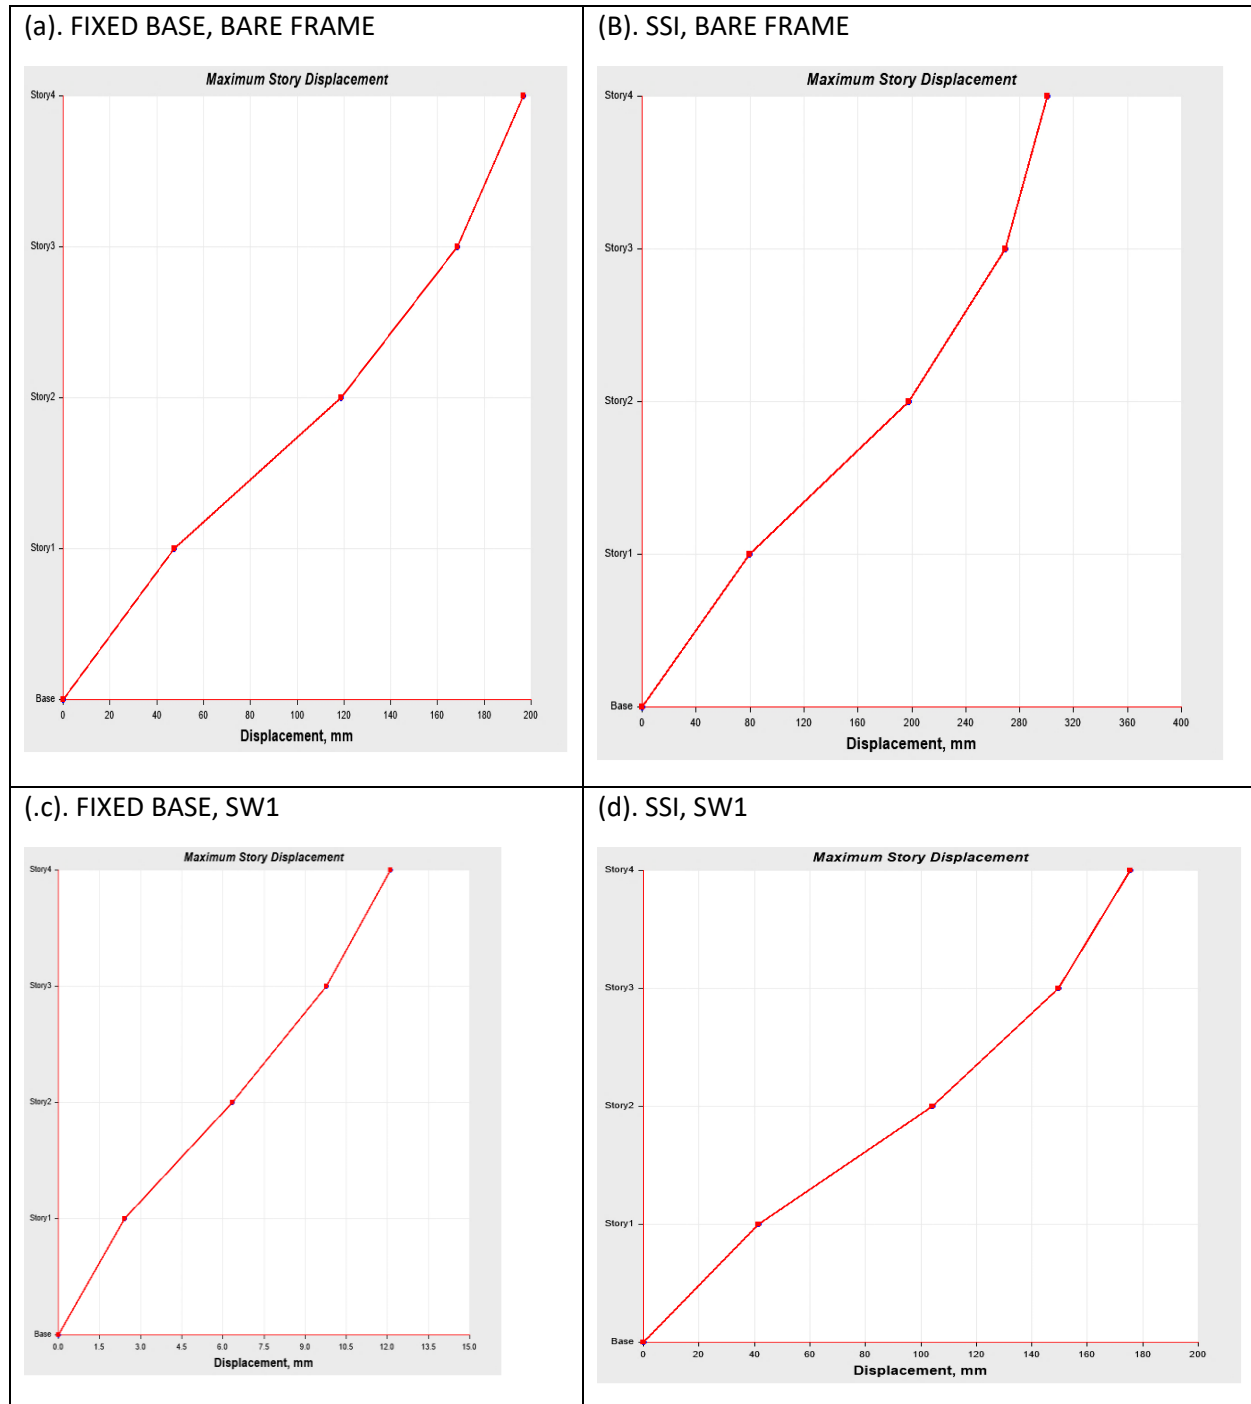 (a). FIXED BASE, BARE FRAME
Maximum Story Displacement
Story4
Story3
Story2
Story1
Base
0 20 40 60 80 100 120 140 160 180 200
Displacement, mm
(B). SSI, BARE FRAME
Maximum Story Displacement
Story4
Story3
Story2
Story1
Base
0 40 80 120 160 200 240 280 320 360 400
Displacement, mm
(.c). FIXED BASE, SW1
Maximum Story Displacement
Story4
Story3
Story2
Story1
Base
0.0 1.5 3.0 4.5 6.0 7.5 9.0 10.5 12.0 13.5 15.0
Displacement, mm
(d). SSI, SW1
Maximum Story Displacement
Story4
Story3
Story2
Story1
Base
0 20 40 60 80 100 120 140 160 180 200
Displacement, mm